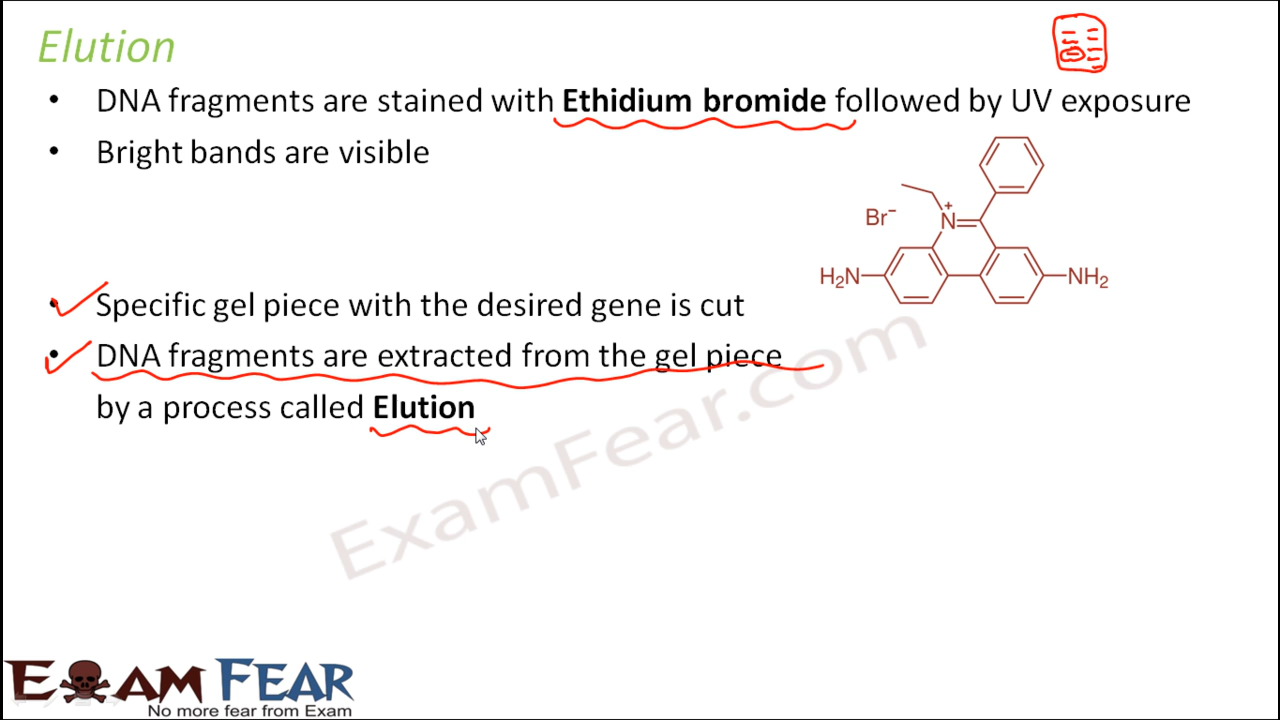 Elution
• DNA fragments are stained with Ethidium bromide followed by UV exposure
• Bright bands are visible
Br⁻
N⁺
H₂N
NH₂
• Specific gel piece with the desired gene is cut
• DNA fragments are extracted from the gel piece
by a process called Elution
ExamFear.com
EXAM FEAR
No more fear from Exam